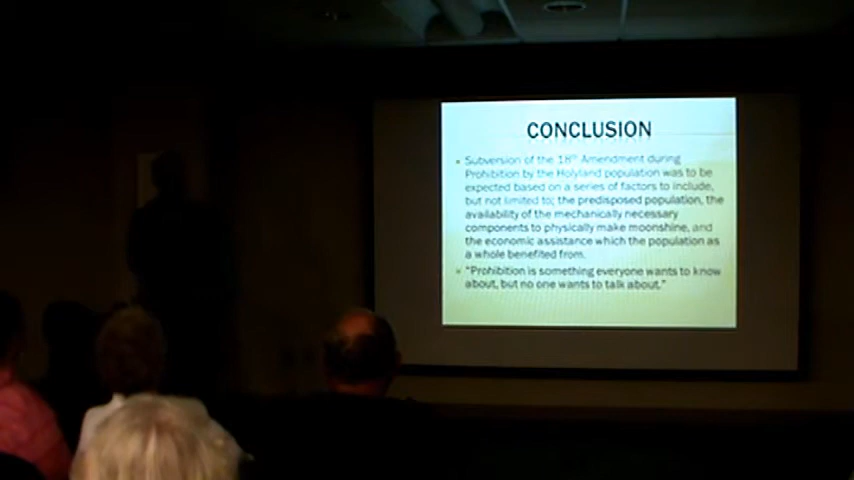 CONCLUSION
Subversion of the 18th Amendment during
Prohibition by the Holyland population was to be
expected based on a series of factors to include,
but not limited to; the predisposed population, the
availability of the mechanically necessary
components to physically make moonshine, and
the economic assistance which the population as
a whole benefited from.
"Prohibition is something everyone wants to know
about, but no one wants to talk about."